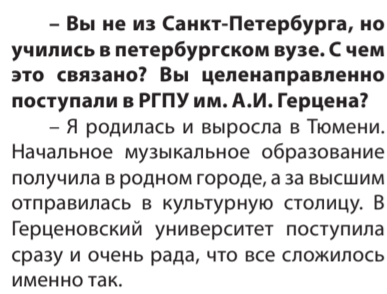 – Вы не из Санкт-Петербурга, но
учились в петербургском вузе. С чем
это связано? Вы целенаправленно
поступали в РГПУ им. А.И. Герцена?
– Я родилась и выросла в Тюмени.
Начальное музыкальное образование
получила в родном городе, а за высшим
отправилась в культурную столицу. В
Герценовский университет поступила
сразу и очень рада, что все сложилось
именно так.